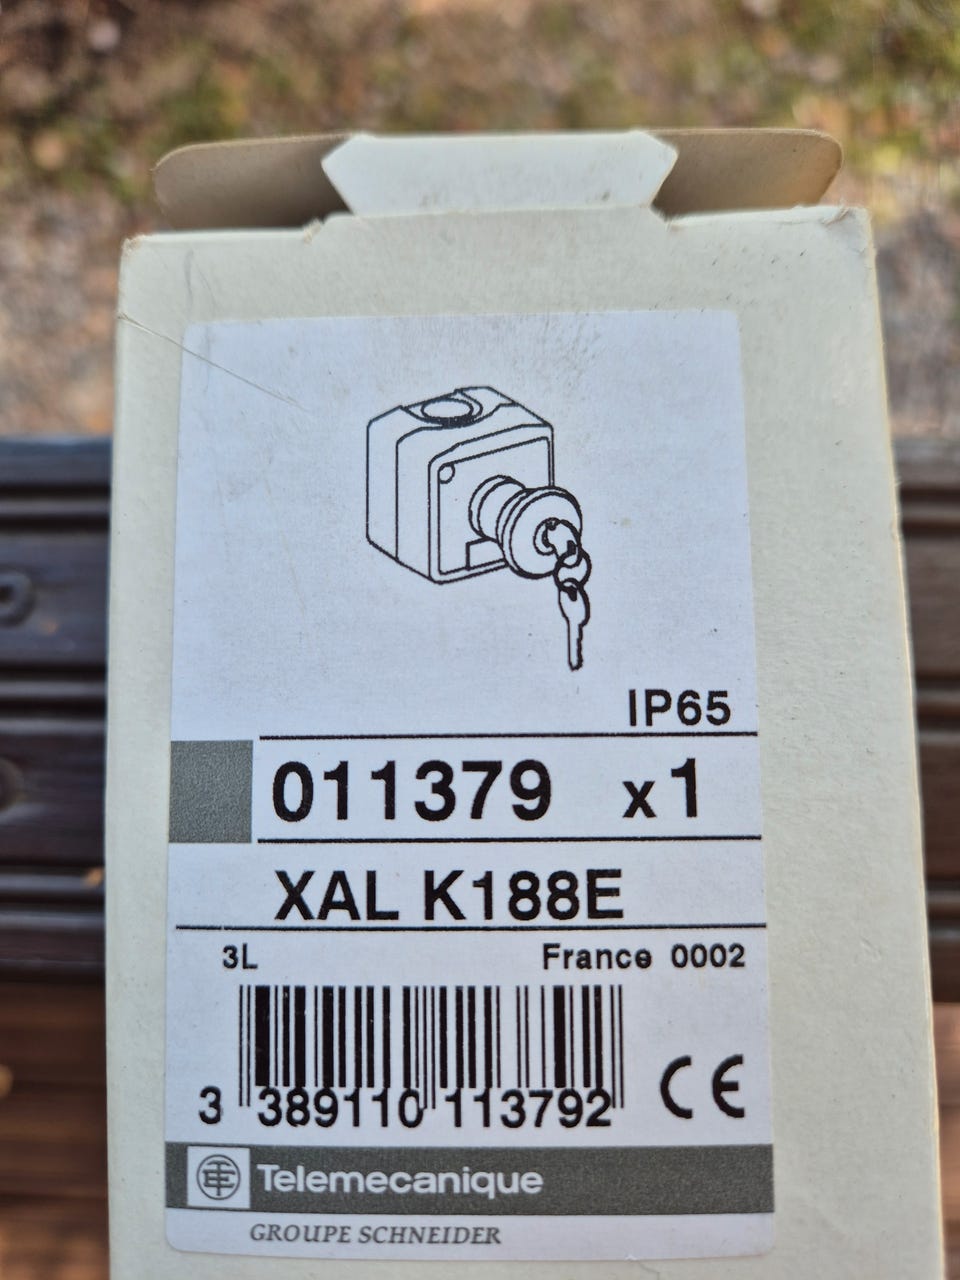 IP65
011379 x1
XAL K188E
3L France 0002
3 389110 113792 CE
Telemecanique
GROUPE SCHNEIDER